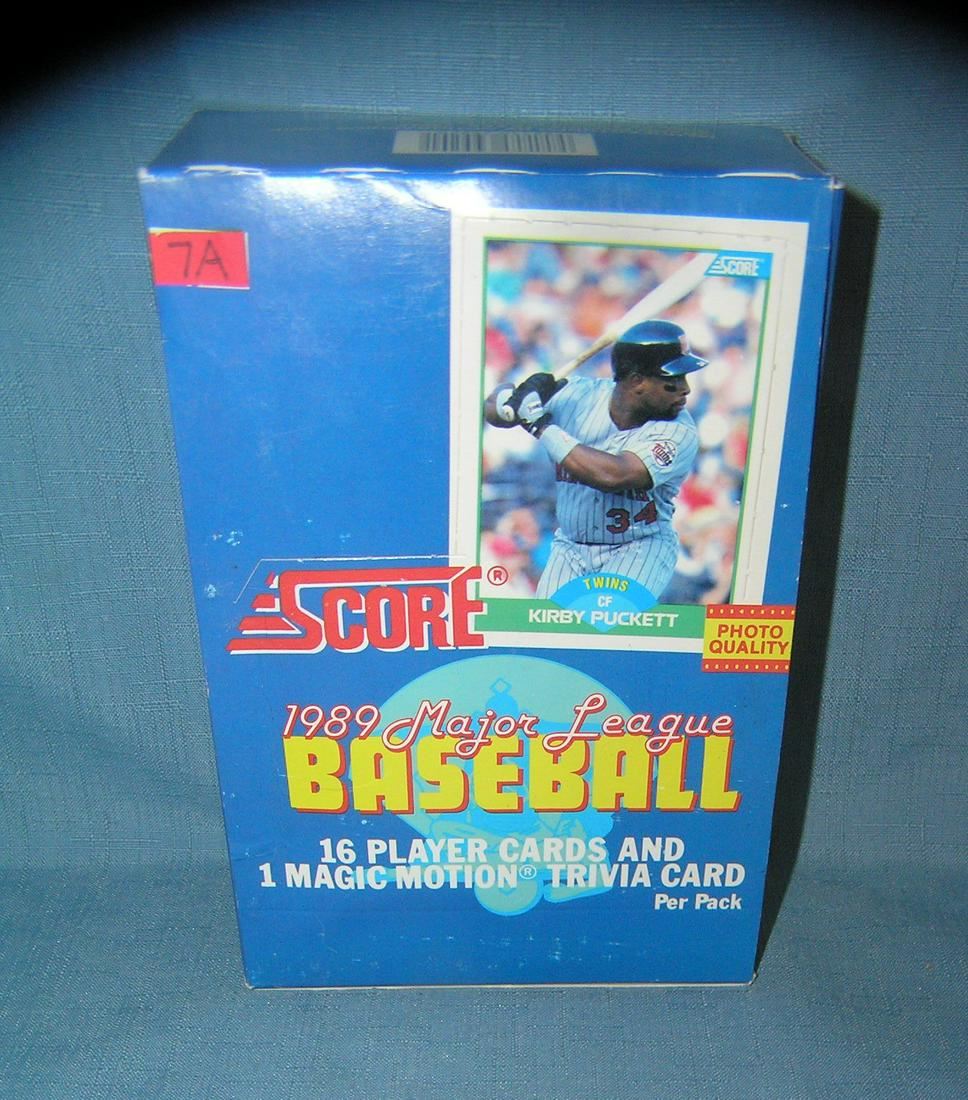 7A
SCORE
Twins
34
TWINS
CF
KIRBY PUCKETT
SCORE®
PHOTO
QUALITY
1989 Major League
BASEBALL
16 PLAYER CARDS AND
1 MAGIC MOTION® TRIVIA CARD
Per Pack